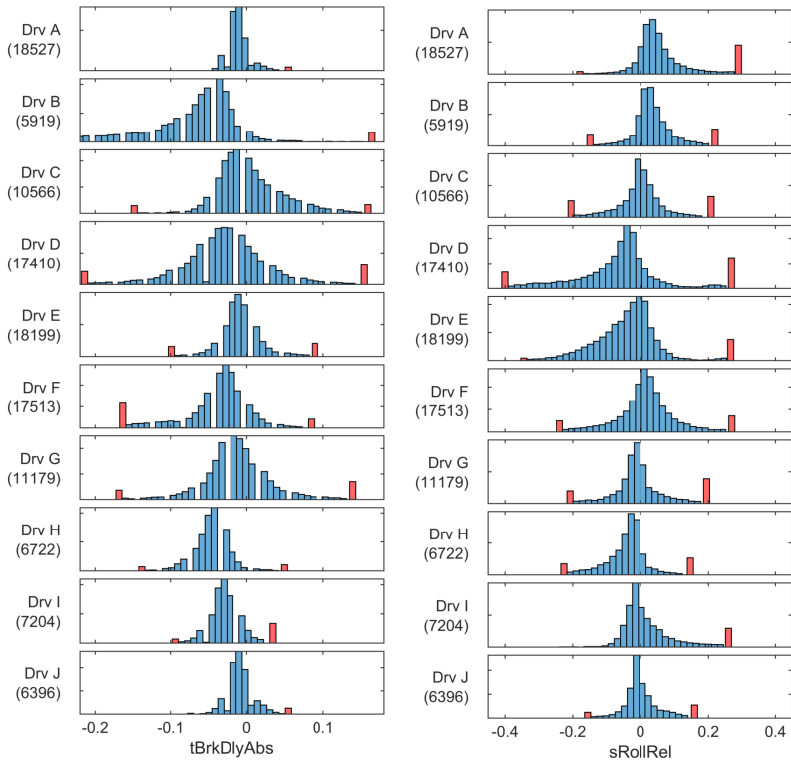 Drv A
(18527)
Drv B
(5919)
Drv C
(10566)
Drv D
(17410)
Drv E
(18199)
Drv F
(17513)
Drv G
(11179)
Drv H
(6722)
Drv I
(7204)
Drv J
(6396)
-0.2 -0.1 0 0.1
tBrkDlyAbs
Drv A
(18527)
Drv B
(5919)
Drv C
(10566)
Drv D
(17410)
Drv E
(18199)
Drv F
(17513)
Drv G
(11179)
Drv H
(6722)
Drv I
(7204)
Drv J
(6396)
-0.4 -0.2 0 0.2 0.4
sRollRel